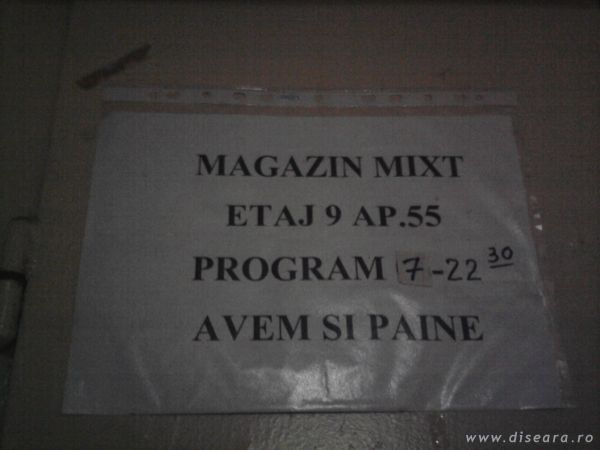 MAGAZIN MIXT
ETAJ 9 AP.55
PROGRAM 7-22 30
AVEM SI PAINE
www.diseara.ro